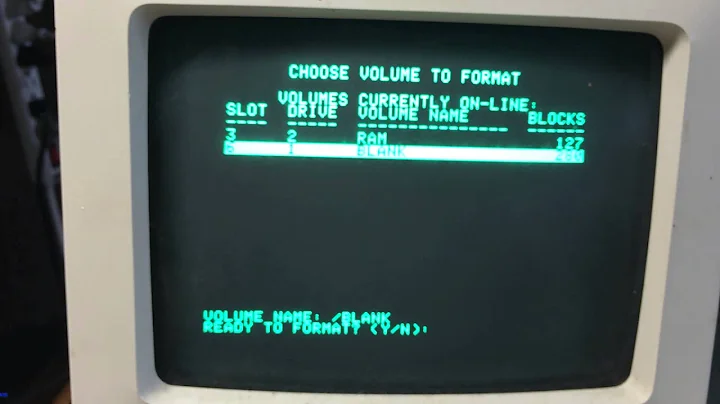 CHOOSE VOLUME TO FORMAT
VOLUMES CURRENTLY ON-LINE:
SLOT DRIVE VOLUME NAME BLOCKS
---- ----- --------------- ------
3 2 RAM 127
6 1 BLANK 280
VOLUME NAME: /BLANK
READY TO FORMAT? (Y/N):